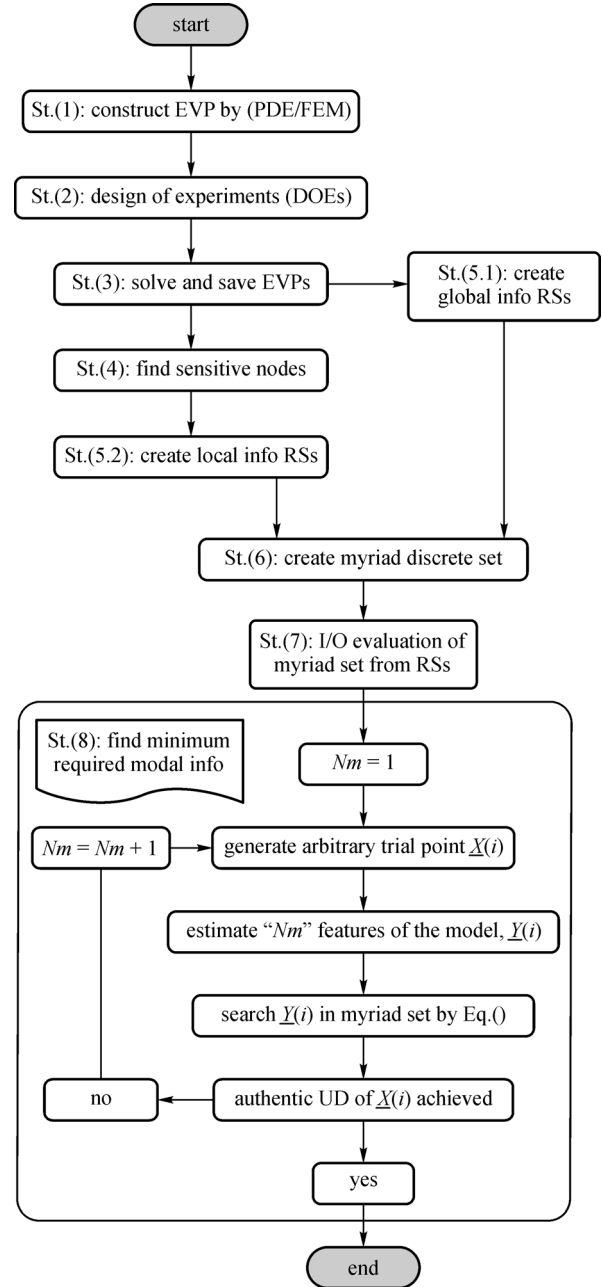 start
St.(1): construct EVP by (PDE/FEM)
St.(2): design of experiments (DOEs)
St.(3): solve and save EVPs
St.(5.1): create
global info RSs
St.(4): find sensitive nodes
St.(5.2): create local info RSs
St.(6): create myriad discrete set
St.(7): I/O evaluation of
myriad set from RSs
St.(8): find minimum
required modal info
Nm = 1
Nm = Nm + 1
generate arbitrary trial point X(i)
estimate “Nm” features of the model, Y(i)
search Y(i) in myriad set by Eq.()
no
authentic UD of X(i) achieved
yes
end